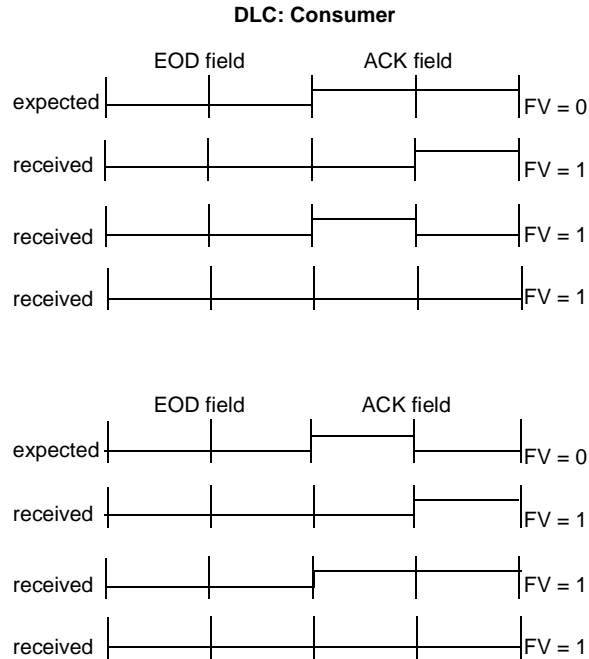 DLC: Consumer
EOD field ACK field
expected FV = 0
received FV = 1
received FV = 1
received FV = 1
EOD field ACK field
expected FV = 0
received FV = 1
received FV = 1
received FV = 1